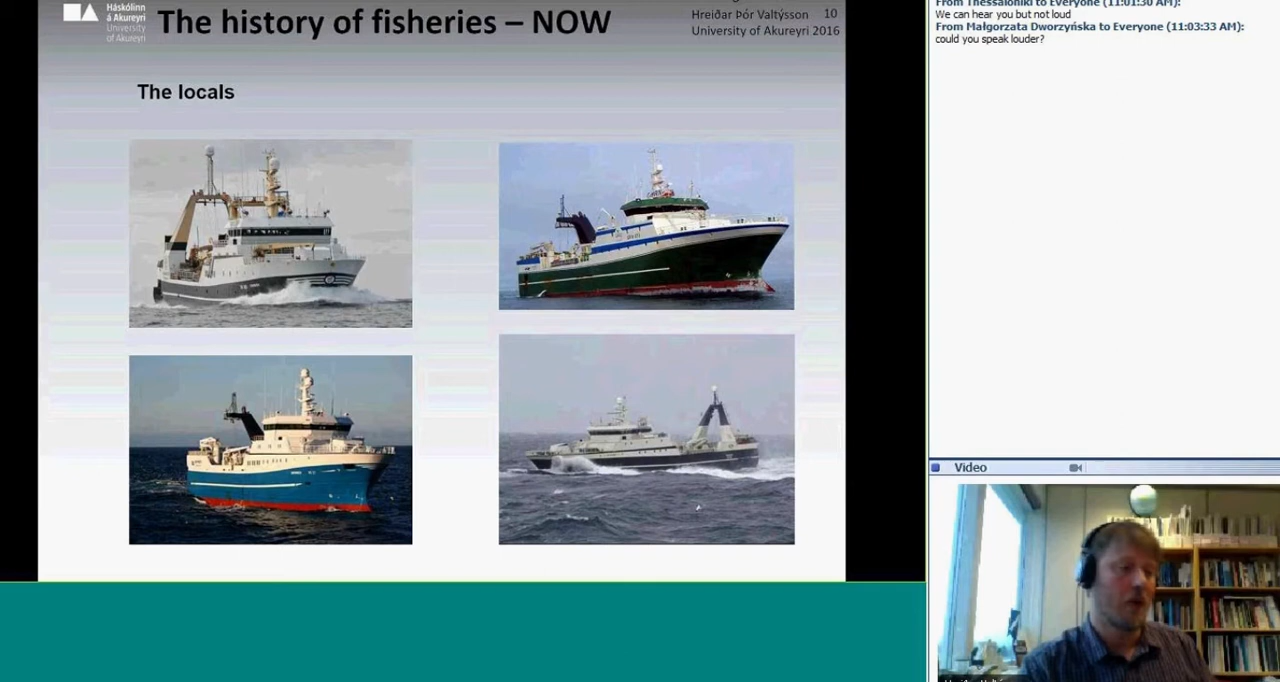 Háskólinn
á Akureyri
University
of Akureyri
The history of fisheries – NOW
Hreiðar Þór Valtýsson 10
University of Akureyri 2016
The locals
From Thessaloniki to Everyone (11:01:30 AM):
We can hear you but not loud
From Małgorzata Dworzyńska to Everyone (11:03:33 AM):
could you speak louder?
Video